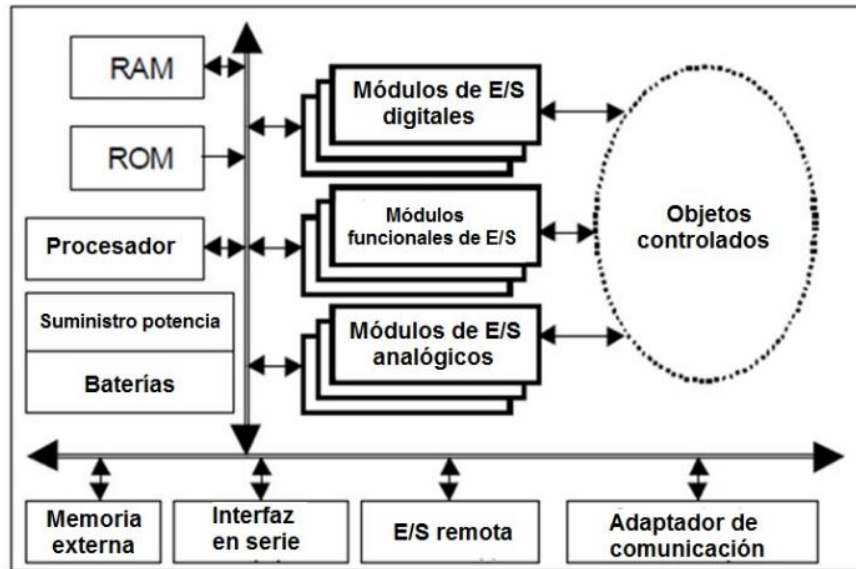 RAM
ROM
Procesador
Suministro potencia
Baterías
Módulos de E/S
digitales
Módulos
funcionales de E/S
Módulos de E/S
analógicos
Objetos
controlados
Memoria
externa
Interfaz
en serie
E/S remota
Adaptador de
comunicación